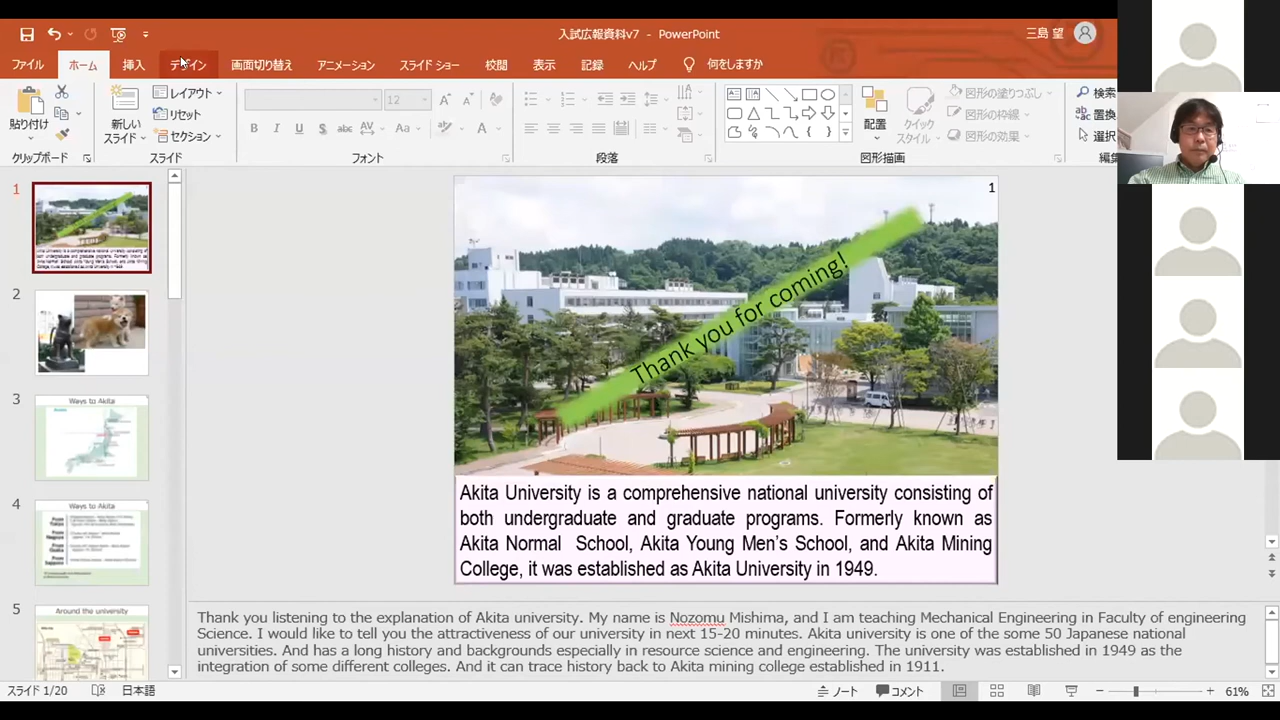 入試広報資料v7 - PowerPoint
三島 望
ファイル ホーム 挿入 デザイン 画面切り替え アニメーション スライド ショー 校閲 表示 記録 ヘルプ 何をしますか
貼り付け
新しい
スライド
レイアウト
リセット
セクション
12
B I U S abc AV Aa A
配置
クイック
スタイル
図形の塗りつぶし
図形の枠線
図形の効果
検索
置換
選択
クリップボード スライド フォント 段落 図形描画 編集
1
2
3
Ways to Akita
4
Ways to Akita
5
Around the university
1
Thank you for coming!
Akita University is a comprehensive national university consisting of
both undergraduate and graduate programs. Formerly known as
Akita Normal School, Akita Young Men's School, and Akita Mining
College, it was established as Akita University in 1949.
Thank you listening to the explanation of Akita university. My name is Nozomu Mishima, and I am teaching Mechanical Engineering in Faculty of engineering
Science. I would like to tell you the attractiveness of our university in next 15-20 minutes. Akita university is one of the some 50 Japanese national
universities. And has a long history and backgrounds especially in resource science and engineering. The university was established in 1949 as the
integration of some different colleges. And it can trace history back to Akita mining college established in 1911.
スライド 1/20 日本語 ノート コメント 61%